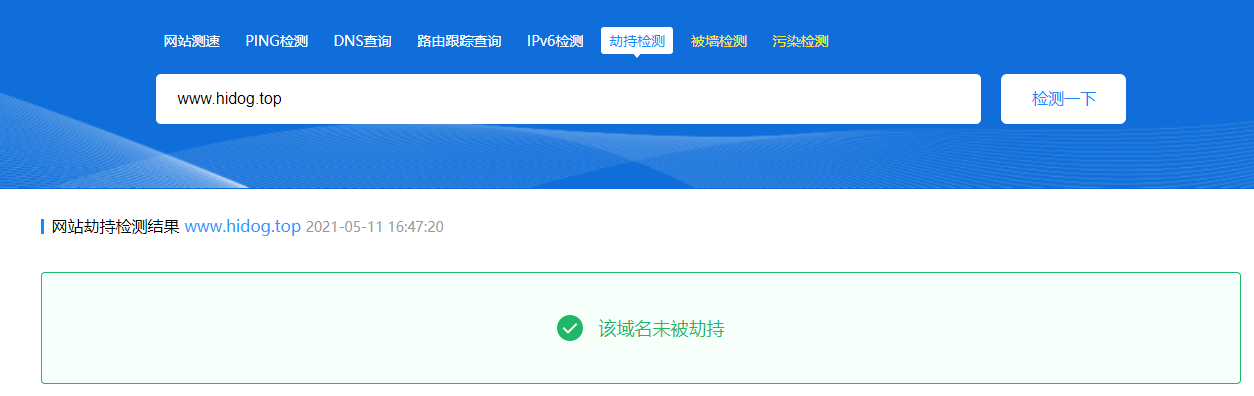 网站测速 PING检测 DNS查询 路由跟踪查询 IPv6检测 劫持检测 被墙检测 污染检测
www.hidog.top 检测一下
网站劫持检测结果 www.hidog.top 2021-05-11 16:47:20
该域名未被劫持